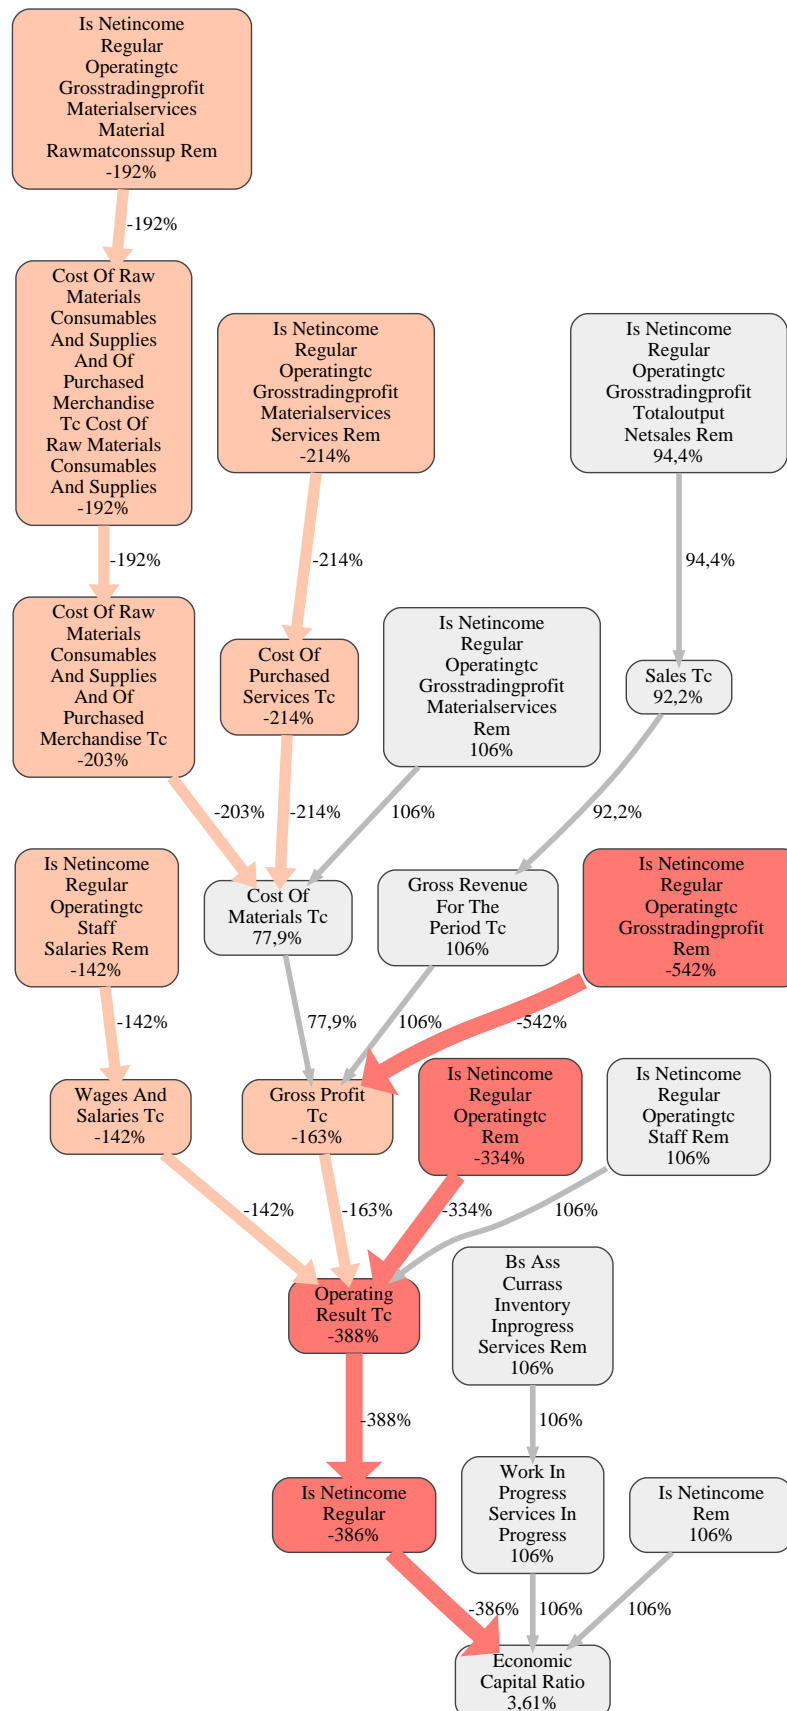 Is Netincome
Regular
Operatingtc
Grosstradingprofit
Materialservices
Material
Rawmatconssup Rem
-192%
-192%
Cost Of Raw
Materials
Consumables
And Supplies
And Of
Purchased
Merchandise
Tc Cost Of
Raw Materials
Consumables
And Supplies
-192%
Is Netincome
Regular
Operatingtc
Grosstradingprofit
Materialservices
Services Rem
-214%
Is Netincome
Regular
Operatingtc
Grosstradingprofit
Totaloutput
Netsales Rem
94,4%
-192%
-214%
94,4%
Cost Of Raw
Materials
Consumables
And Supplies
And Of
Purchased
Merchandise Tc
-203%
Cost Of
Purchased
Services Tc
-214%
Is Netincome
Regular
Operatingtc
Grosstradingprofit
Materialservices
Rem
106%
Sales Tc
92,2%
-203%
-214%
106%
92,2%
Is Netincome
Regular
Operatingtc
Staff
Salaries Rem
-142%
Cost Of
Materials Tc
77,9%
Gross Revenue
For The
Period Tc
106%
Is Netincome
Regular
Operatingtc
Grosstradingprofit
Rem
-542%
-142%
77,9%
106%
-542%
Wages And
Salaries Tc
-142%
Gross Profit
Tc
-163%
Is Netincome
Regular
Operatingtc
Rem
-334%
Is Netincome
Regular
Operatingtc
Staff Rem
106%
-142%
-163%
-334%
106%
Operating
Result Tc
-388%
Bs Ass
Currass
Inventory
Inprogress
Services Rem
106%
-388%
106%
Is Netincome
Regular
-386%
Work In
Progress
Services In
Progress
106%
Is Netincome
Rem
106%
-386%
106%
106%
Economic
Capital Ratio
3,61%